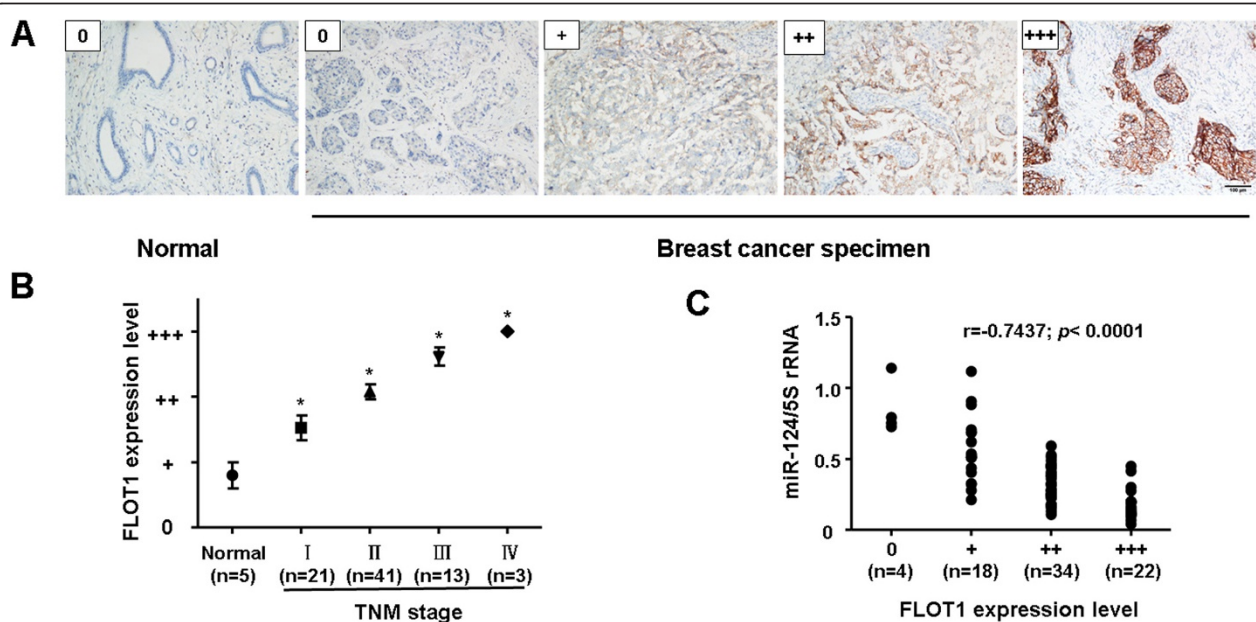 A
0
0
+
++
+++
100 μm
Normal
Breast cancer specimen
B
FLOT1 expression level
+++
++
+
0
*
*
*
*
Normal
(n=5)
I
(n=21)
II
(n=41)
III
(n=13)
IV
(n=3)
TNM stage
C
miR-124/5S rRNA
1.5
1.0
0.5
0
r=-0.7437; p< 0.0001
0
(n=4)
+
(n=18)
++
(n=34)
+++
(n=22)
FLOT1 expression level